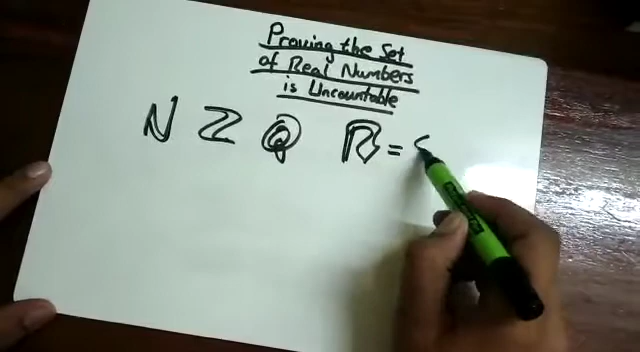 Proving the Set
of Real Numbers
is Uncountable
ℕ ℤ ℚ ℝ =